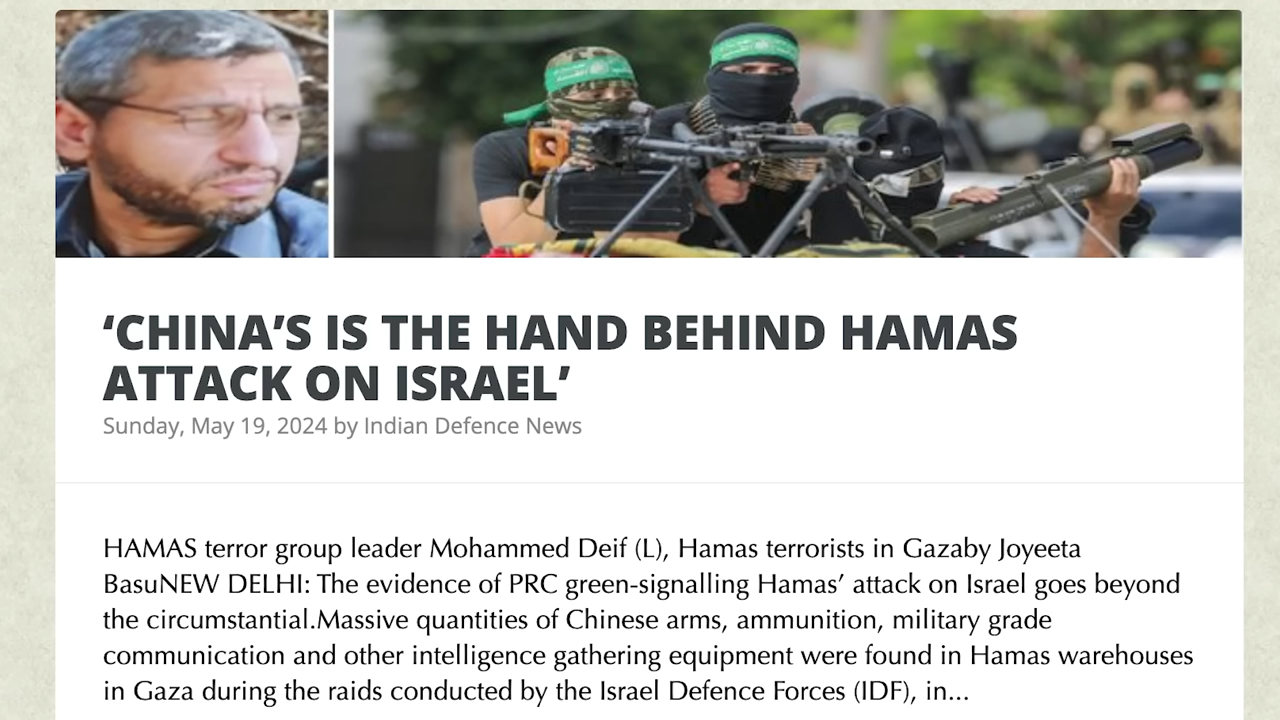 ‘CHINA’S IS THE HAND BEHIND HAMAS
ATTACK ON ISRAEL’
Sunday, May 19, 2024 by Indian Defence News
HAMAS terror group leader Mohammed Deif (L), Hamas terrorists in Gazaby Joyeeta
BasuNEW DELHI: The evidence of PRC green-signalling Hamas’ attack on Israel goes beyond
the circumstantial.Massive quantities of Chinese arms, ammunition, military grade
communication and other intelligence gathering equipment were found in Hamas warehouses
in Gaza during the raids conducted by the Israel Defence Forces (IDF), in...